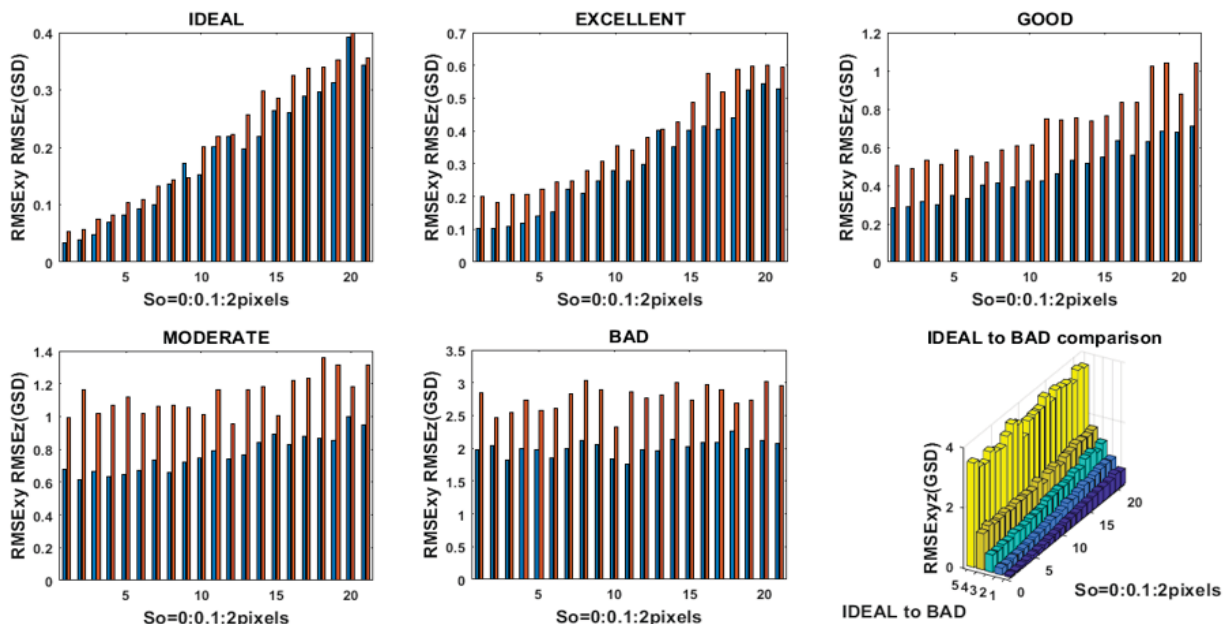 IDEAL
RMSExy RMSEz(GSD)
0.4
0.3
0.2
0.1
0
5 10 15 20
So=0:0.1:2pixels
EXCELLENT
RMSExy RMSEz(GSD)
0.7
0.6
0.5
0.4
0.3
0.2
0.1
0
5 10 15 20
So=0:0.1:2pixels
GOOD
RMSExy RMSEz(GSD)
1.2
1
0.8
0.6
0.4
0.2
0
5 10 15 20
So=0:0.1:2pixels
MODERATE
RMSExy RMSEz(GSD)
1.4
1.2
1
0.8
0.6
0.4
0.2
0
5 10 15 20
So=0:0.1:2pixels
BAD
RMSExy RMSEz(GSD)
3.5
3
2.5
2
1.5
1
0.5
0
5 10 15 20
So=0:0.1:2pixels
IDEAL to BAD comparison
RMSExyz(GSD)
4
2
0
5 4 3 2 1
0 5 10 15 20
So=0:0.1:2pixels
IDEAL to BAD